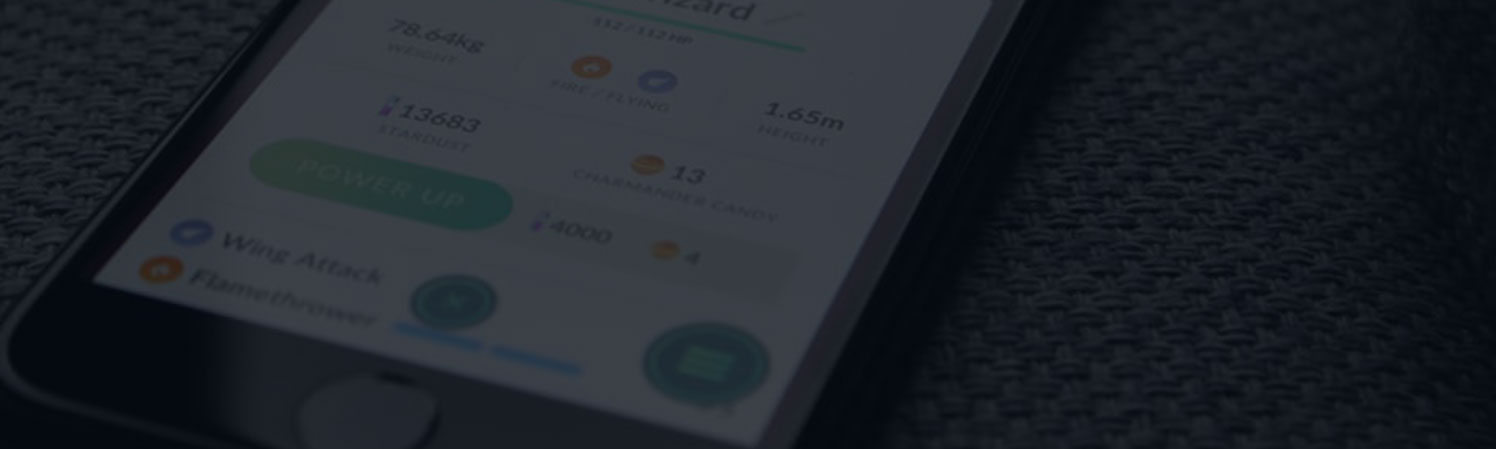 izard
112 / 112 HP
78.64kg
WEIGHT
FIRE / FLYING
1.65m
HEIGHT
13683
STARDUST
13
CHARMANDER CANDY
POWER UP
4000
4
Wing Attack
Flamethrower